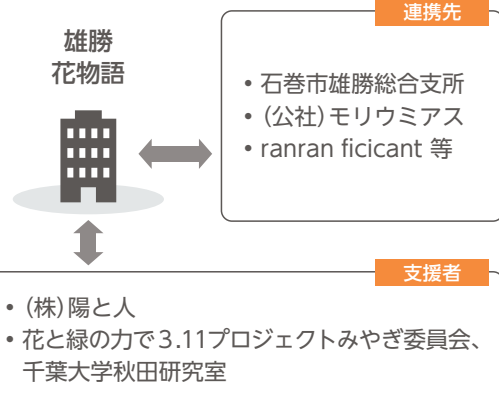 雄勝
花物語
連携先
• 石巻市雄勝総合支所
• (公社)モリウミアス
• ranran ficicant 等
支援者
• (株)陽と人
• 花と緑の力で3.11プロジェクトみやぎ委員会、
千葉大学秋田研究室